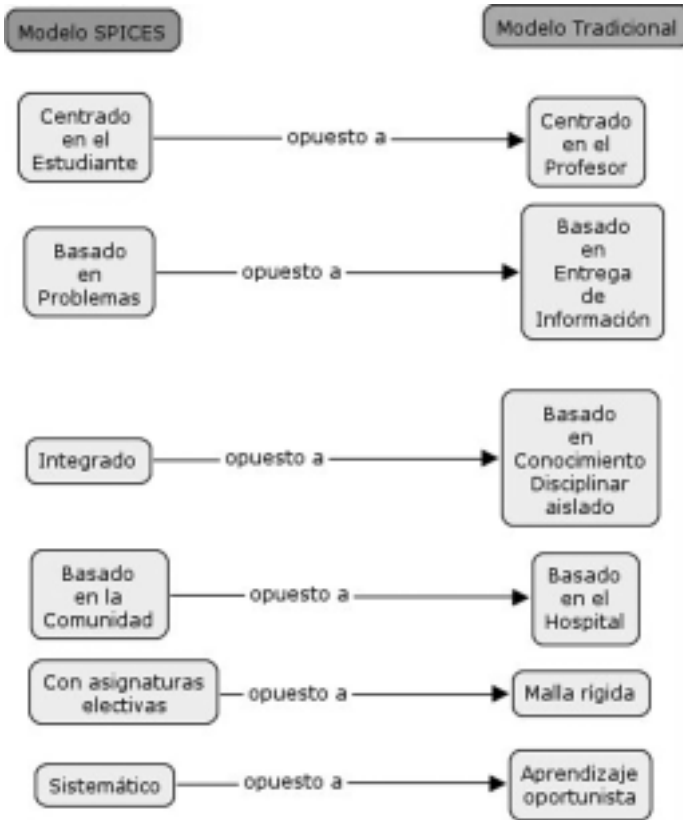 Modelo SPICES
Modelo Tradicional
Centrado
en el
Estudiante
opuesto a
Centrado
en el
Profesor
Basado
en
Problemas
opuesto a
Basado
en
Entrega
de
Información
Integrado
opuesto a
Basado
en
Conocimiento
Disciplinar
aislado
Basado
en la
Comunidad
opuesto a
Basado
en el
Hospital
Con asignaturas
electivas
opuesto a
Malla rígida
Sistemático
opuesto a
Aprendizaje
oportunista